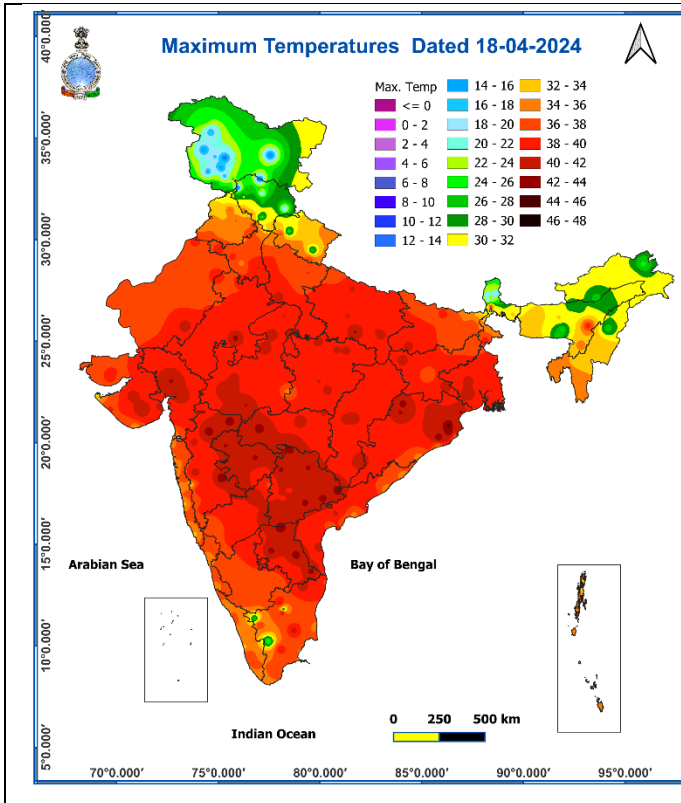 Maximum Temperatures Dated 18-04-2024
Max. Temp
<= 0
0 - 2
2 - 4
4 - 6
6 - 8
8 - 10
10 - 12
12 - 14
14 - 16
16 - 18
18 - 20
20 - 22
22 - 24
24 - 26
26 - 28
28 - 30
30 - 32
32 - 34
34 - 36
36 - 38
38 - 40
40 - 42
42 - 44
44 - 46
46 - 48
40°0.000'
35°0.000'
30°0.000'
25°0.000'
20°0.000'
15°0.000'
10°0.000'
5°0.000'
Arabian Sea
Bay of Bengal
Indian Ocean
0 250 500 km
70°0.000' 75°0.000' 80°0.000' 85°0.000' 90°0.000' 95°0.000'